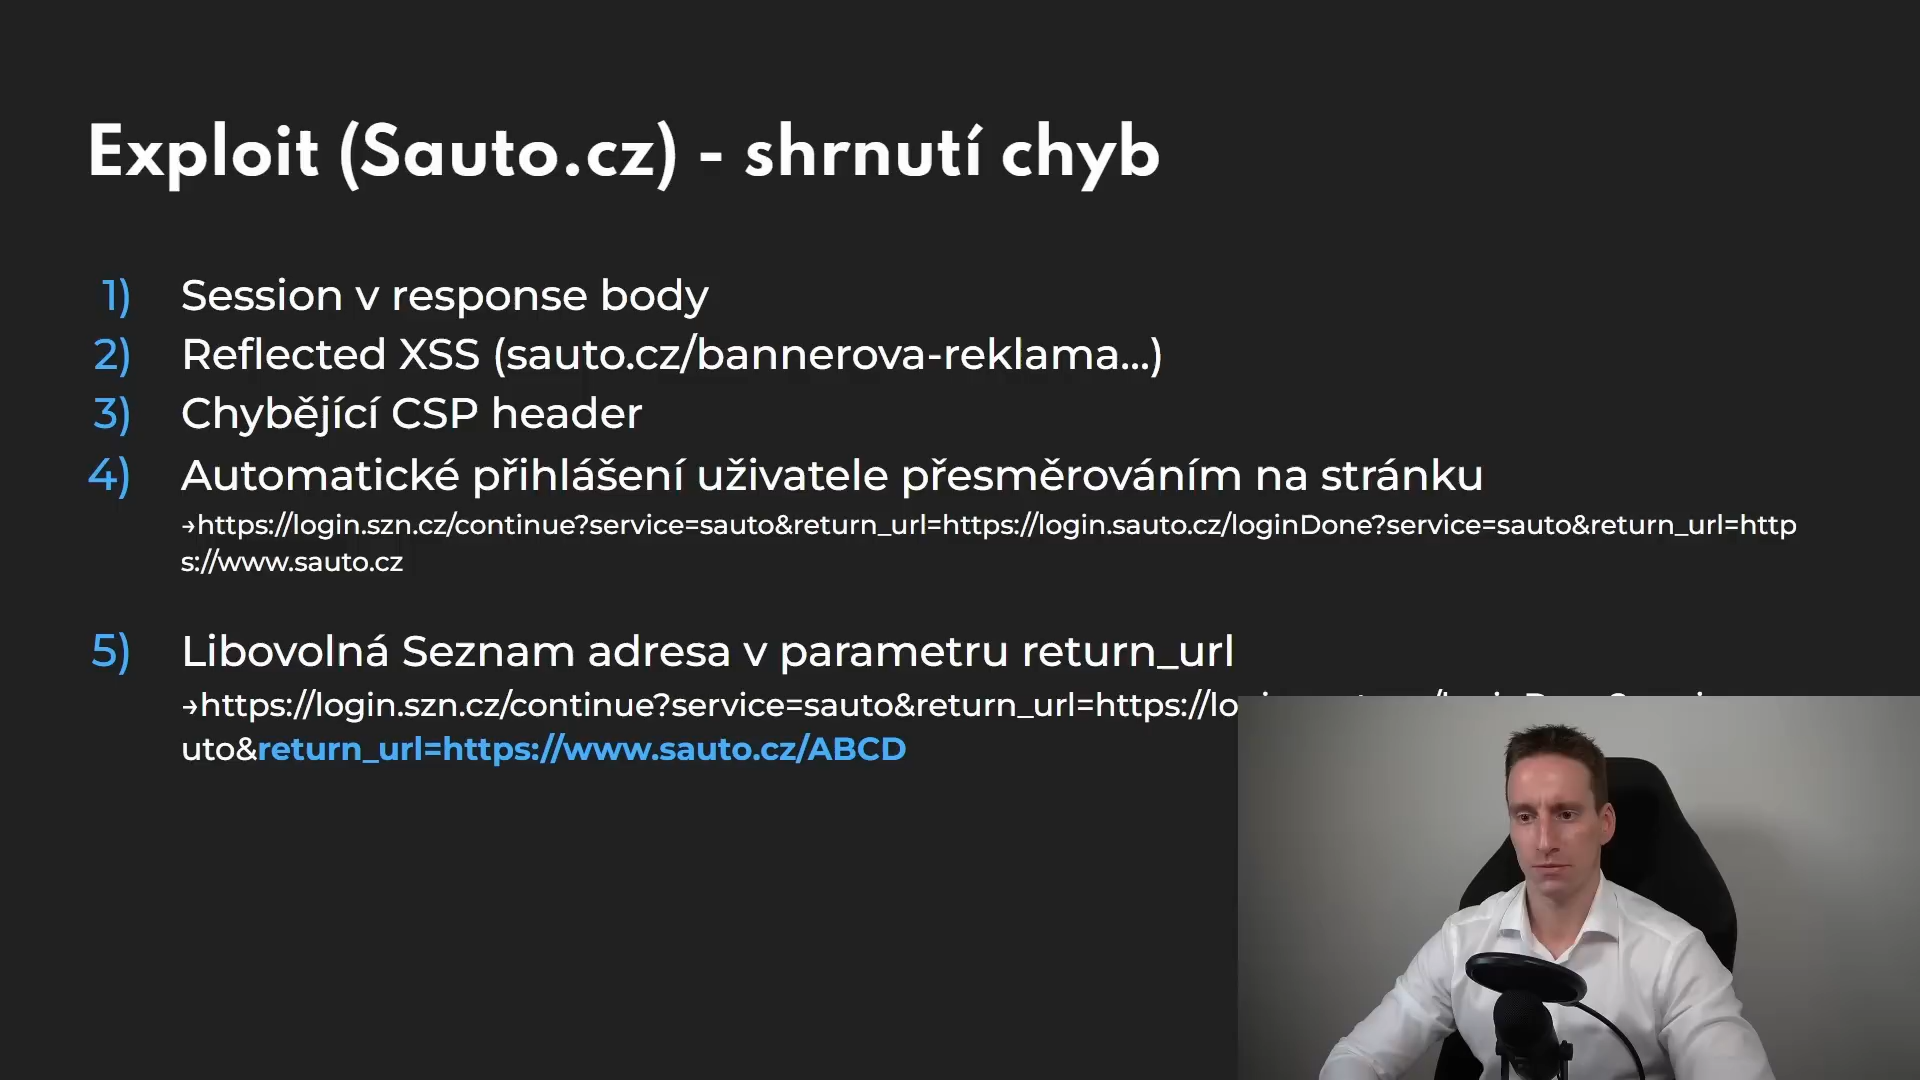 Exploit (Sauto.cz) - shrnutí chyb
1) Session v response body
2) Reflected XSS (sauto.cz/bannerova-reklama...)
3) Chybějící CSP header
4) Automatické přihlášení uživatele přesměrováním na stránku
→https://login.szn.cz/continue?service=sauto&return_url=https://login.sauto.cz/loginDone?service=sauto&return_url=http
s://www.sauto.cz
5) Libovolná Seznam adresa v parametru return_url
→https://login.szn.cz/continue?service=sauto&return_url=https://lo
uto&return_url=https://www.sauto.cz/ABCD